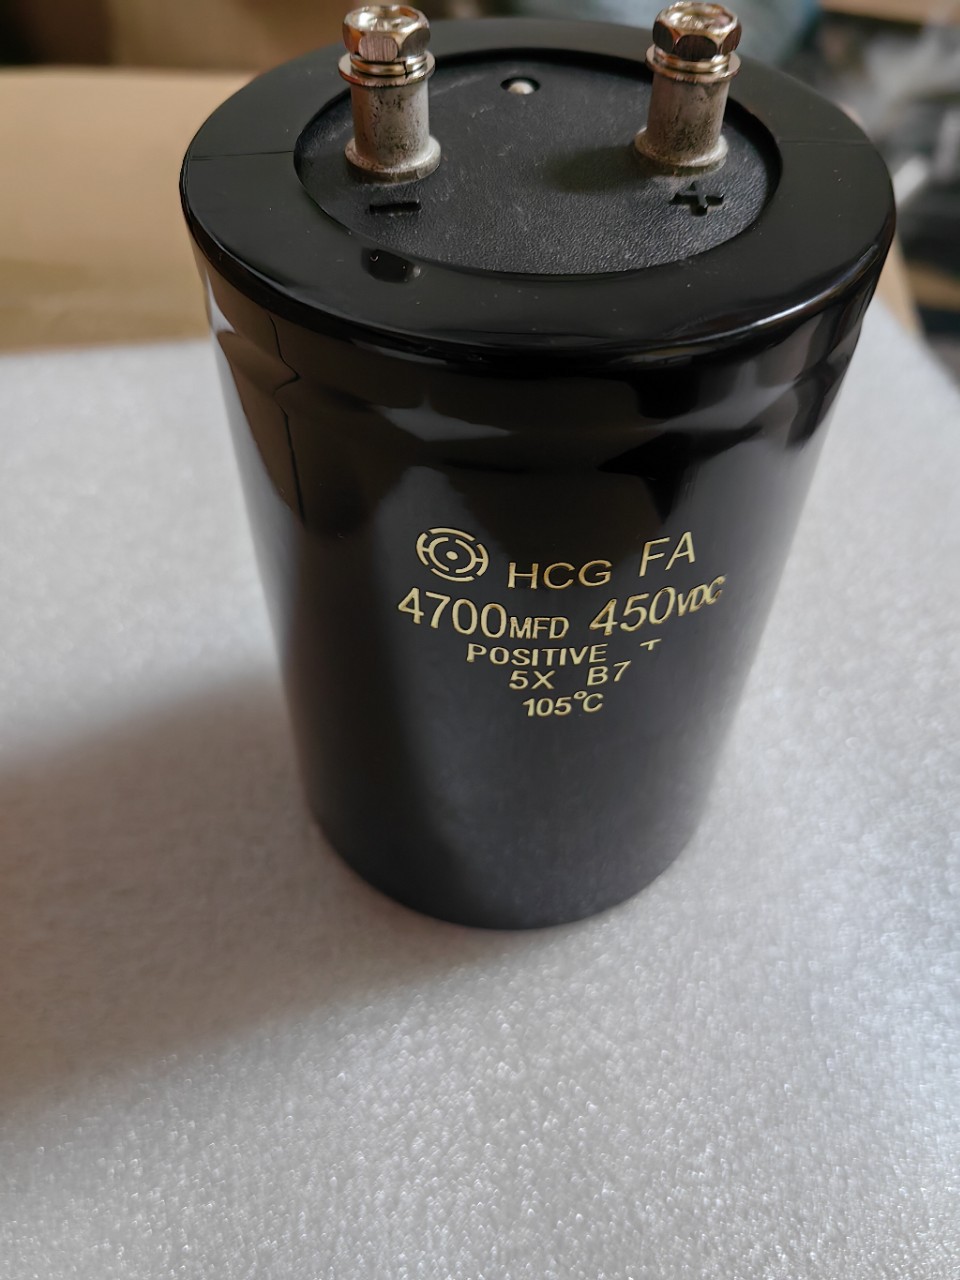 − +
HCG FA
4700MFD 450VDC
POSITIVE +
5X B7
105°C